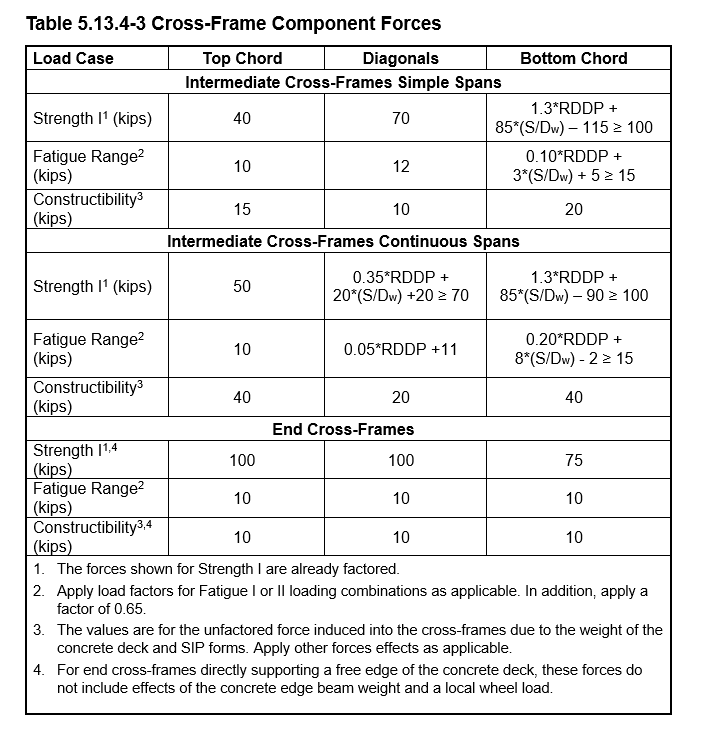 Table 5.13.4-3 Cross-Frame Component Forces
Load Case Top Chord Diagonals Bottom Chord
Intermediate Cross-Frames Simple Spans
Strength I¹ (kips) 40 70 1.3*RDDP +
85*(S/Dw) – 115 ≥ 100
Fatigue Range²
(kips) 10 12 0.10*RDDP +
3*(S/Dw) + 5 ≥ 15
Constructibility³
(kips) 15 10 20
Intermediate Cross-Frames Continuous Spans
Strength I¹ (kips) 50 0.35*RDDP +
20*(S/Dw) +20 ≥ 70 1.3*RDDP +
85*(S/Dw) – 90 ≥ 100
Fatigue Range²
(kips) 10 0.05*RDDP +11 0.20*RDDP +
8*(S/Dw) - 2 ≥ 15
Constructibility³
(kips) 40 20 40
End Cross-Frames
Strength I¹,⁴
(kips) 100 100 75
Fatigue Range²
(kips) 10 10 10
Constructibility³,⁴
(kips) 10 10 10
1. The forces shown for Strength I are already factored.
2. Apply load factors for Fatigue I or II loading combinations as applicable. In addition, apply a
factor of 0.65.
3. The values are for the unfactored force induced into the cross-frames due to the weight of the
concrete deck and SIP forms. Apply other forces effects as applicable.
4. For end cross-frames directly supporting a free edge of the concrete deck, these forces do
not include effects of the concrete edge beam weight and a local wheel load.